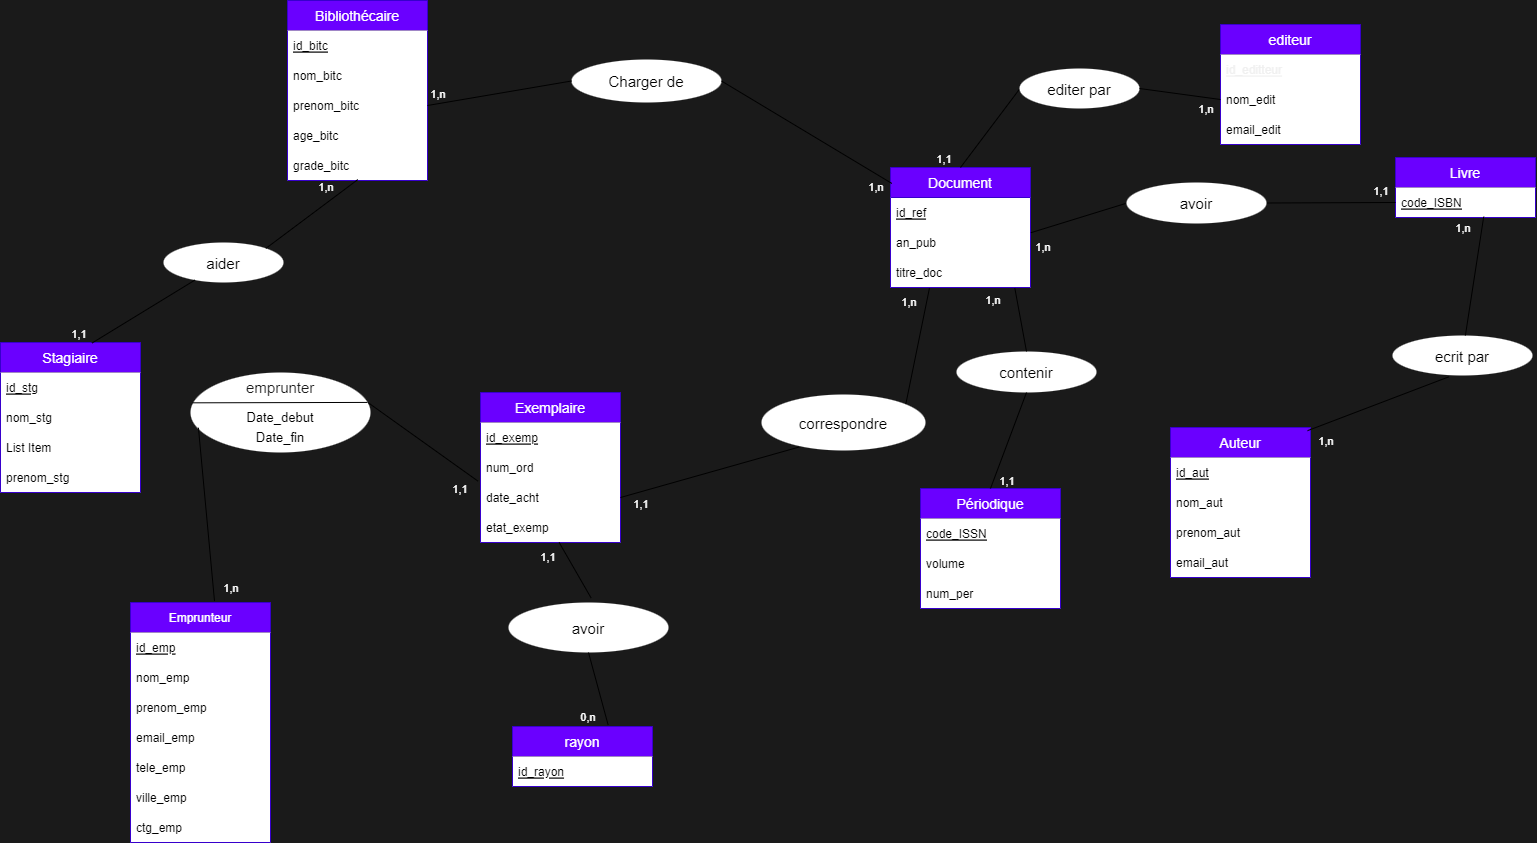 Bibliothécaire
id_bitc
nom_bitc
prenom_bitc
age_bitc
grade_bitc
1,n
1,n
Charger de
1,n
editer par
1,1
1,n
editeur
id_editteur
nom_edit
email_edit
Document
id_ref
an_pub
titre_doc
1,n
1,n
1,n
avoir
1,1
Livre
code_ISBN
1,n
ecrit par
1,n
Auteur
id_aut
nom_aut
prenom_aut
email_aut
aider
1,1
Stagiaire
id_stg
nom_stg
List Item
prenom_stg
emprunter
Date_debut
Date_fin
1,1
1,n
Exemplaire
id_exemp
num_ord
date_acht
etat_exemp
1,1
1,1
correspondre
contenir
1,1
Périodique
code_ISSN
volume
num_per
Emprunteur
id_emp
nom_emp
prenom_emp
email_emp
tele_emp
ville_emp
ctg_emp
avoir
0,n
rayon
id_rayon